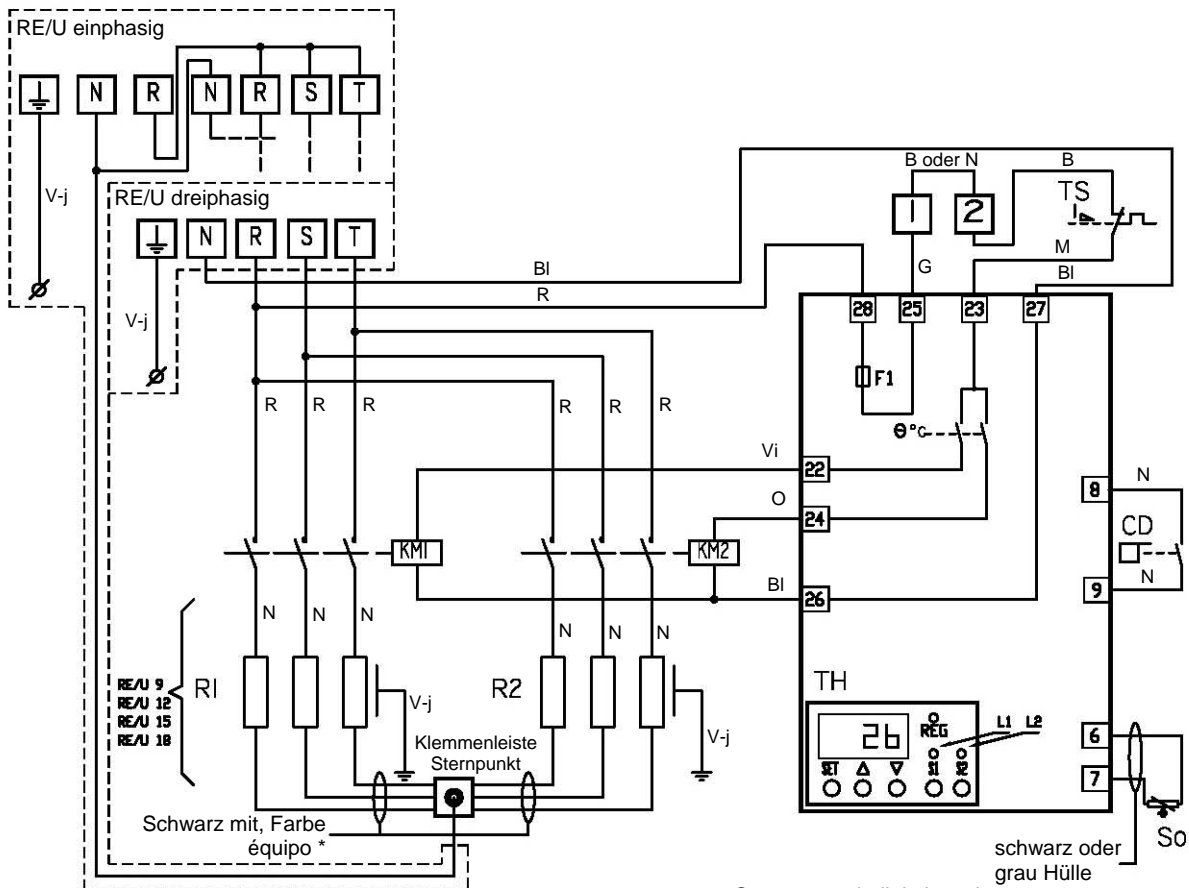 RE/U einphasig
N R N R S T
V-j
RE/U dreiphasig
N R S T
V-j
B oder N
B
1
2
TS
M
G
Bl
Bl
R
28
25
23
27
F1
θ°c
R
R
R
R
R
R
Vi
22
O
24
8
N
CD
KM1
KM2
Bl
26
9
N
N
N
N
N
N
N
RE/U 9
RE/U 12
RE/U 15
RE/U 18
R1
V-j
R2
V-j
TH
26
REG
L1 L2
SET
S1
S2
6
7
So
Klemmenleiste
Sternpunkt
Schwarz mit, Farbe
équipo *
schwarz oder
grau Hülle